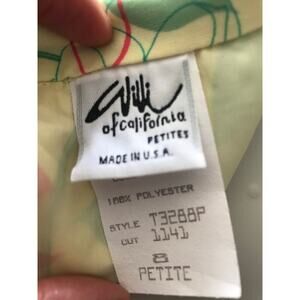 Willi
of california
PETITES
MADE IN U.S.A.
100% POLYESTER
STYLE T3288P
CUT 1141
8
PETITE